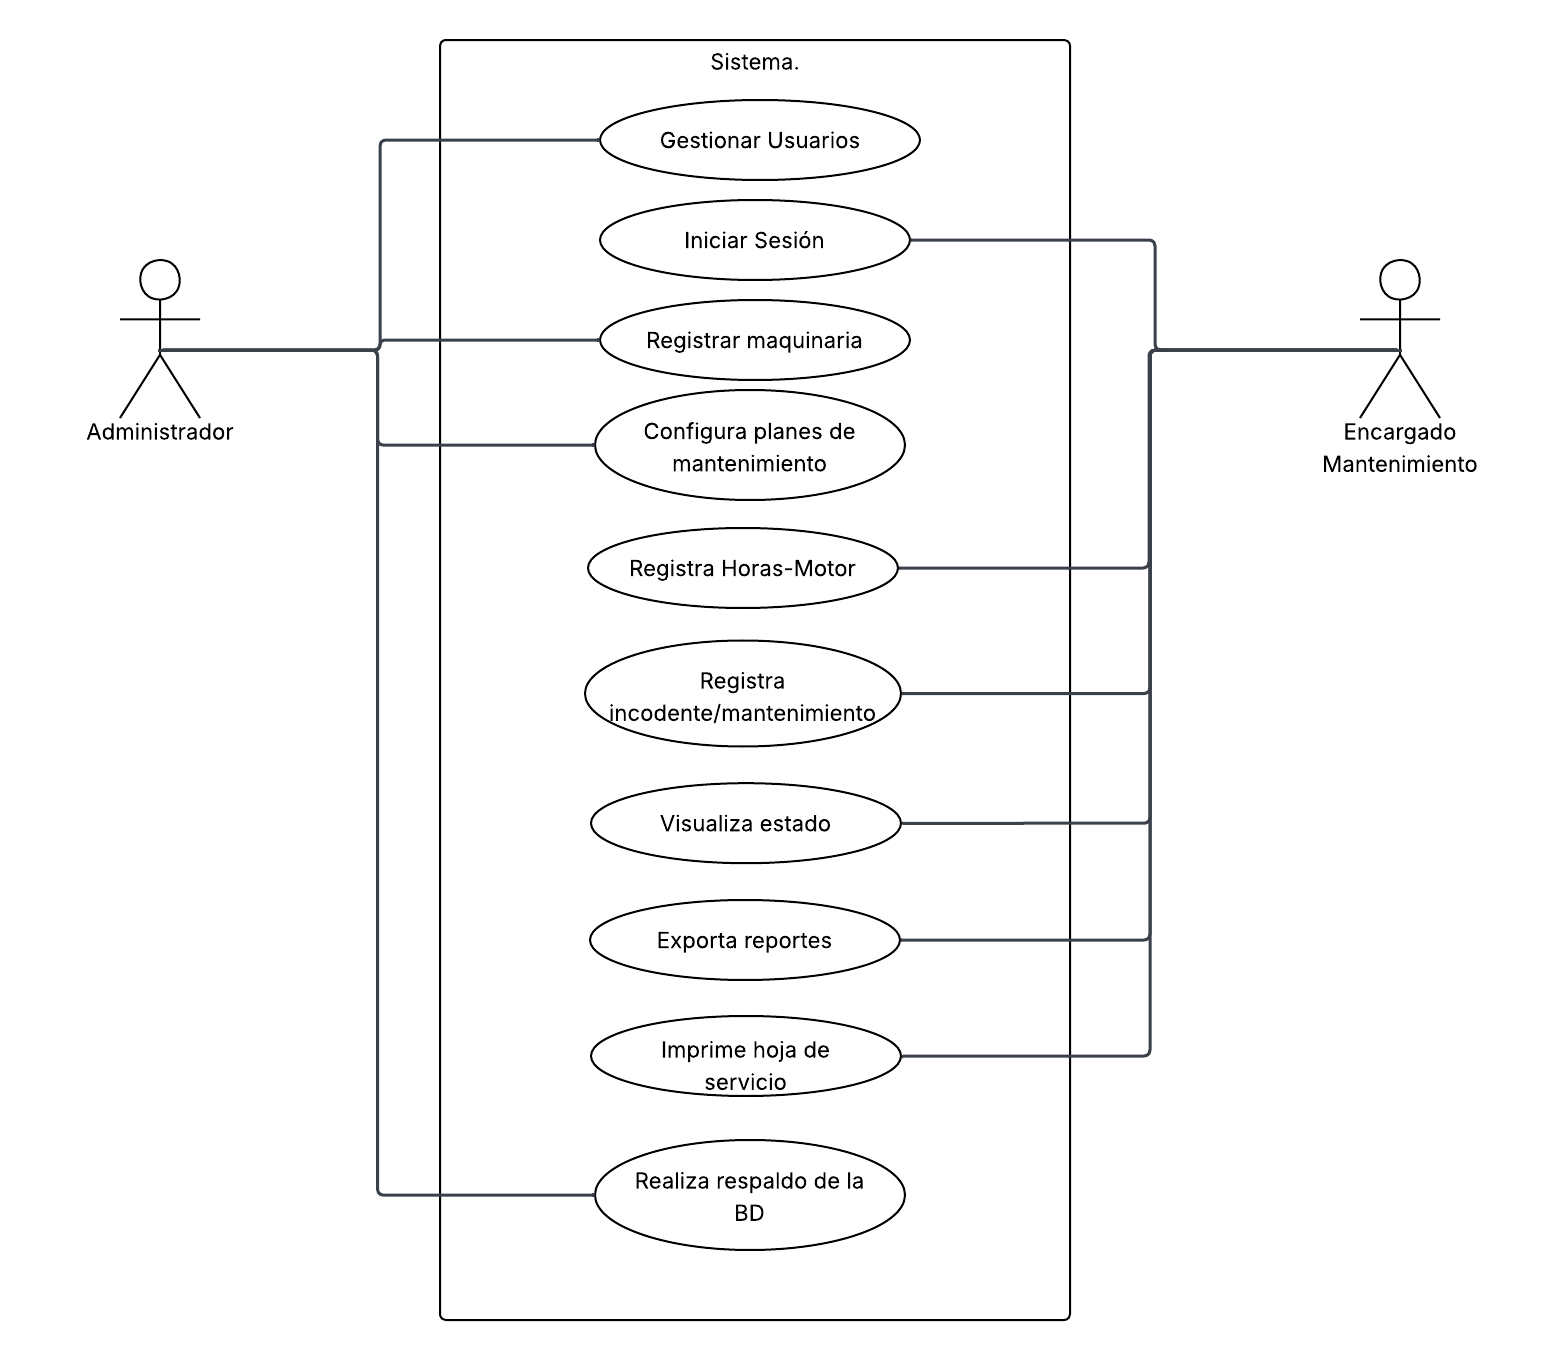 Sistema.
Gestionar Usuarios
Iniciar Sesión
Registrar maquinaria
Administrador
Configura planes de
mantenimiento
Encargado
Mantenimiento
Registra Horas-Motor
Registra
incodente/mantenimiento
Visualiza estado
Exporta reportes
Imprime hoja de
servicio
Realiza respaldo de la
BD